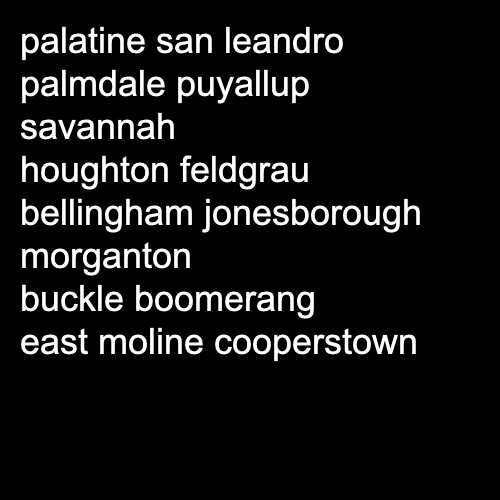 palatine san leandro
palmdale puyallup
savannah
houghton feldgrau
bellingham jonesborough
morganton
buckle boomerang
east moline cooperstown